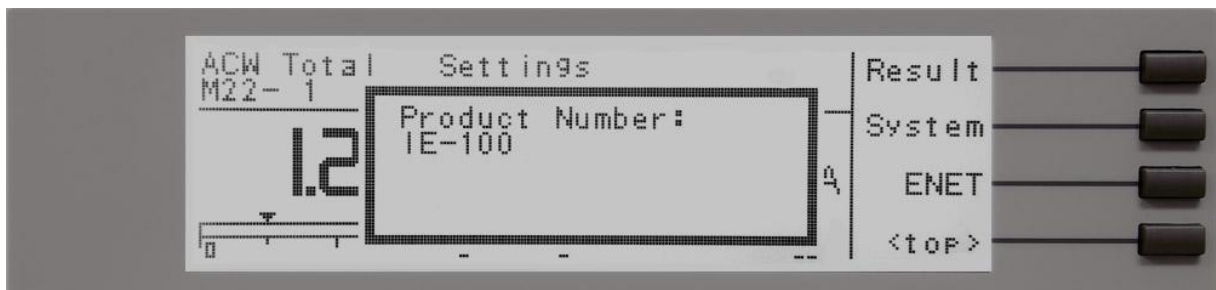 ACW Total Settings
M22- 1
1.2
Product Number:
IE-100
A
0
Result
System
ENET
<top>